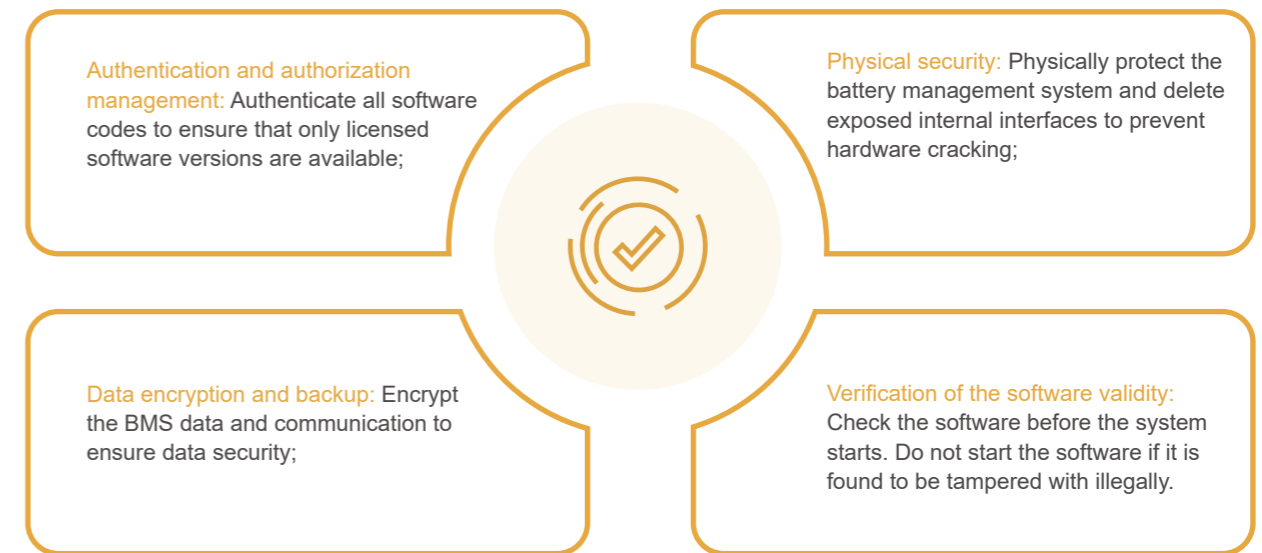 Authentication and authorization
management: Authenticate all software
codes to ensure that only licensed
software versions are available;
Physical security: Physically protect the
battery management system and delete
exposed internal interfaces to prevent
hardware cracking;
Data encryption and backup: Encrypt
the BMS data and communication to
ensure data security;
Verification of the software validity:
Check the software before the system
starts. Do not start the software if it is
found to be tampered with illegally.